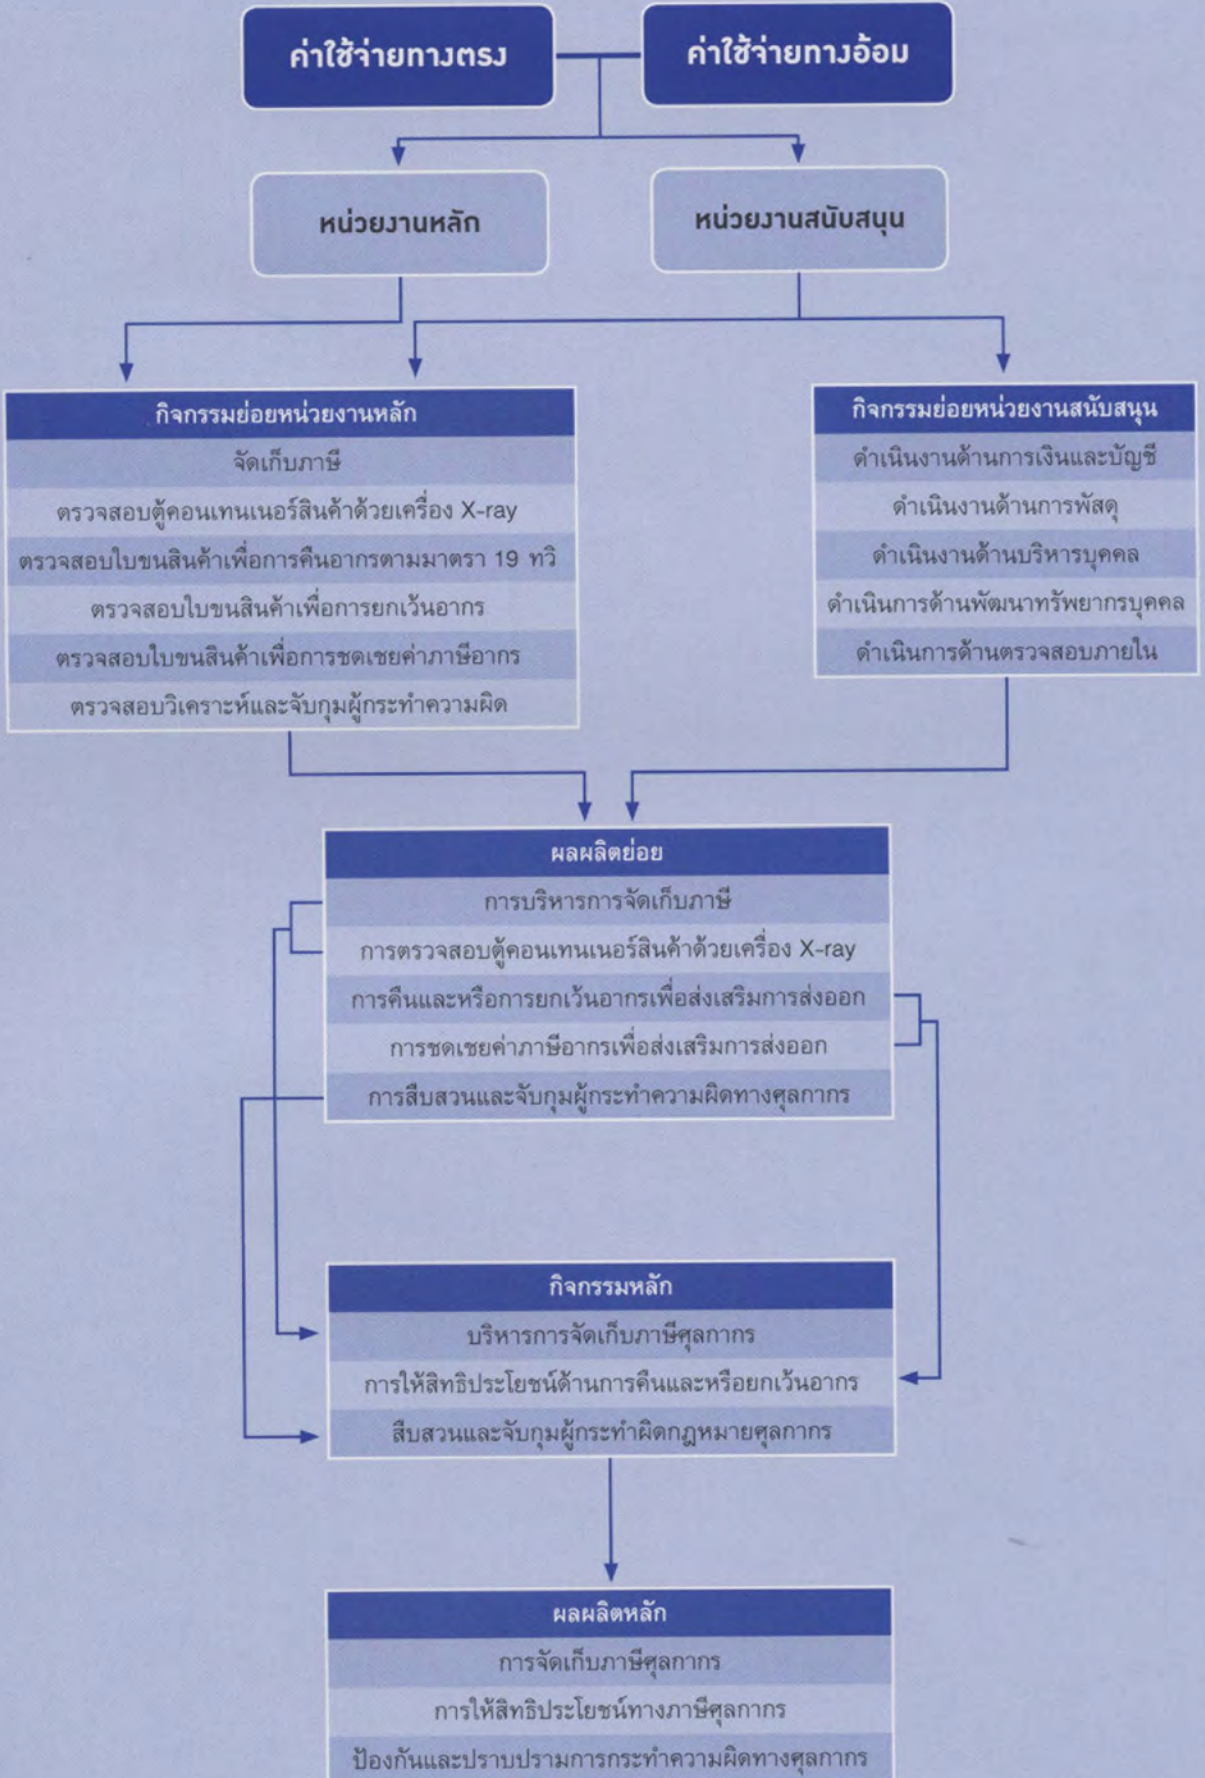 ค่าใช้จ่ายทางตรง
ค่าใช้จ่ายทางอ้อม
หน่วยงานหลัก
หน่วยงานสนับสนุน
กิจกรรมย่อยหน่วยงานหลัก
จัดเก็บภาษี
ตรวจสอบตู้คอนเทนเนอร์สินค้าด้วยเครื่อง X-ray
ตรวจสอบใบขนสินค้าเพื่อการคืนอากรตามมาตรา 19 ทวิ
ตรวจสอบใบขนสินค้าเพื่อการยกเว้นอากร
ตรวจสอบใบขนสินค้าเพื่อการชดเชยค่าภาษีอากร
ตรวจสอบวิเคราะห์และจับกุมผู้กระทำความผิด
กิจกรรมย่อยหน่วยงานสนับสนุน
ดำเนินงานด้านการเงินและบัญชี
ดำเนินงานด้านการพัสดุ
ดำเนินงานด้านบริหารบุคคล
ดำเนินการด้านพัฒนาทรัพยากรบุคคล
ดำเนินการด้านตรวจสอบภายใน
ผลผลิตย่อย
การบริหารการจัดเก็บภาษี
การตรวจสอบตู้คอนเทนเนอร์สินค้าด้วยเครื่อง X-ray
การคืนและหรือการยกเว้นอากรเพื่อส่งเสริมการส่งออก
การชดเชยค่าภาษีอากรเพื่อส่งเสริมการส่งออก
การสืบสวนและจับกุมผู้กระทำความผิดทางศุลกากร
กิจกรรมหลัก
บริหารการจัดเก็บภาษีศุลกากร
การให้สิทธิประโยชน์ด้านการคืนและหรือยกเว้นอากร
สืบสวนและจับกุมผู้กระทำผิดกฎหมายศุลกากร
ผลผลิตหลัก
การจัดเก็บภาษีศุลกากร
การให้สิทธิประโยชน์ทางภาษีศุลกากร
ป้องกันและปราบปรามการกระทำความผิดทางศุลกากร